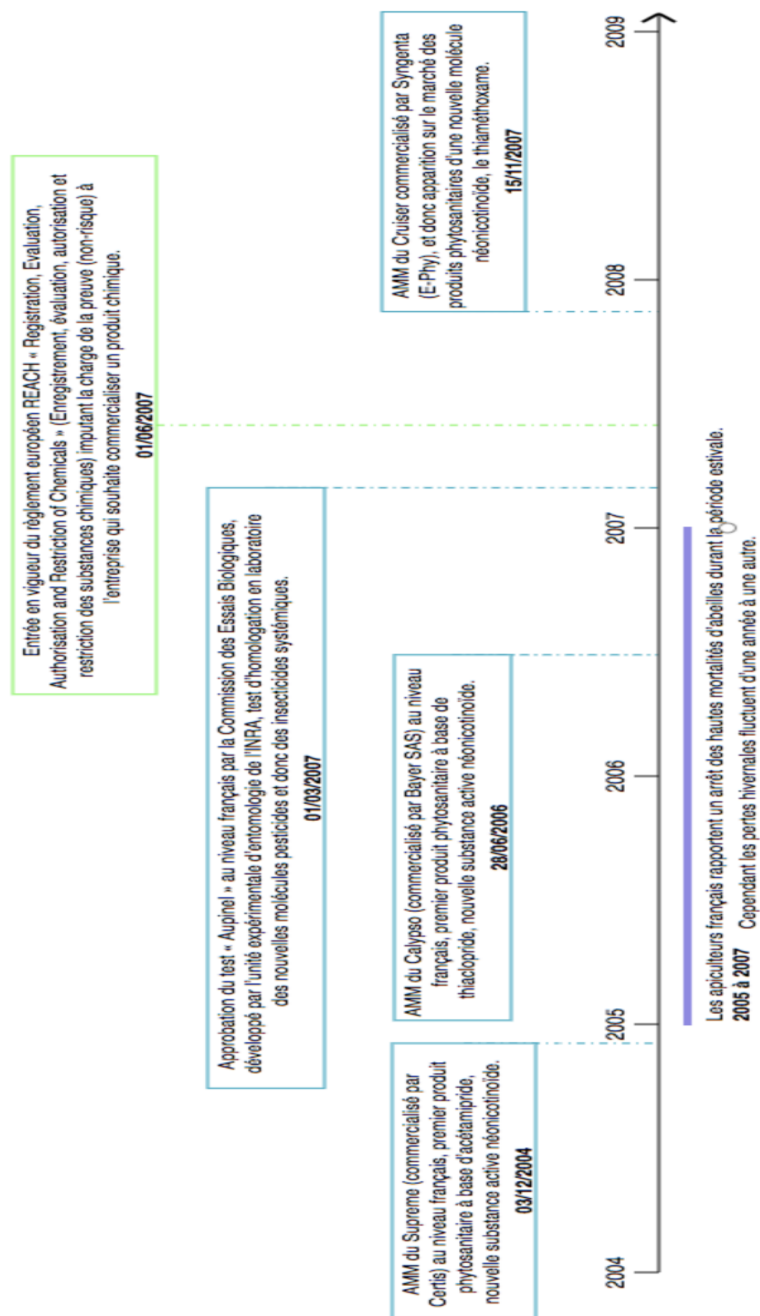 Entrée en vigueur du règlement européen REACH « Registration, Evaluation,
Authorisation and Restriction of Chemicals » (Enregistrement, évaluation, autorisation et
restriction des substances chimiques) imputant la charge de la preuve (non-risque) à
l'entreprise qui souhaite commercialiser un produit chimique.
01/06/2007
Approbation du test « Aupinel » au niveau français par la Commission des Essais Biologiques,
développé par l'unité expérimentale d'entomologie de l'INRA, test d'homologation en laboratoire
des nouvelles molécules pesticides et donc des insecticides systémiques.
01/03/2007
AMM du Supreme (commercialisé par
Certis) au niveau français, premier produit
phytosanitaire à base d'acétamipride,
nouvelle substance active néonicotinoïde.
03/12/2004
AMM du Calypso (commercialisé par Bayer SAS) au niveau
français, premier produit phytosanitaire à base de
thiaclopride, nouvelle substance active néonicotinoïde.
28/06/2006
AMM du Cruiser commercialisé par Syngenta
(E-Phy), et donc apparition sur le marché des
produits phytosanitaires d'une nouvelle molécule
néonicotinoïde, le thiaméthoxame.
15/11/2007
2004
2005
2006
2007
2008
2009
Les apiculteurs français rapportent un arrêt des hautes mortalités d'abeilles durant la période estivale.
2005 à 2007 Cependant les pertes hivernales fluctuent d'une année à une autre.